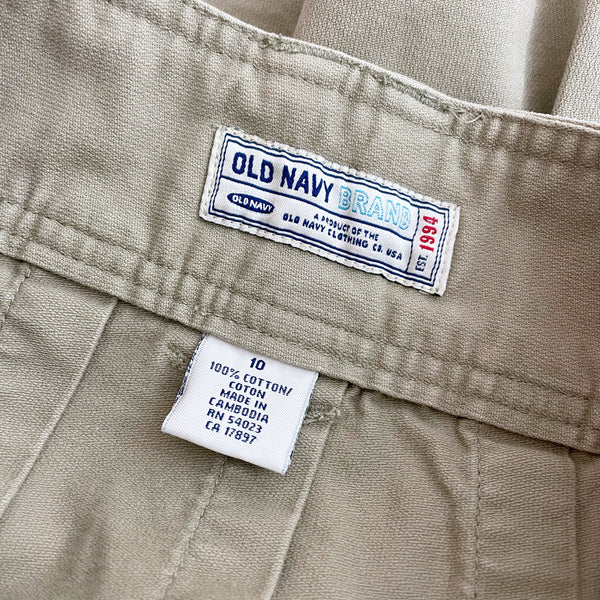 OLD NAVY BRAND
OLD NAVY
A PRODUCT OF THE
OLD NAVY CLOTHING CO. USA
EST. 1994
10
100% COTTON/
COTON
MADE IN
CAMBODIA
RN 54023
CA 17897